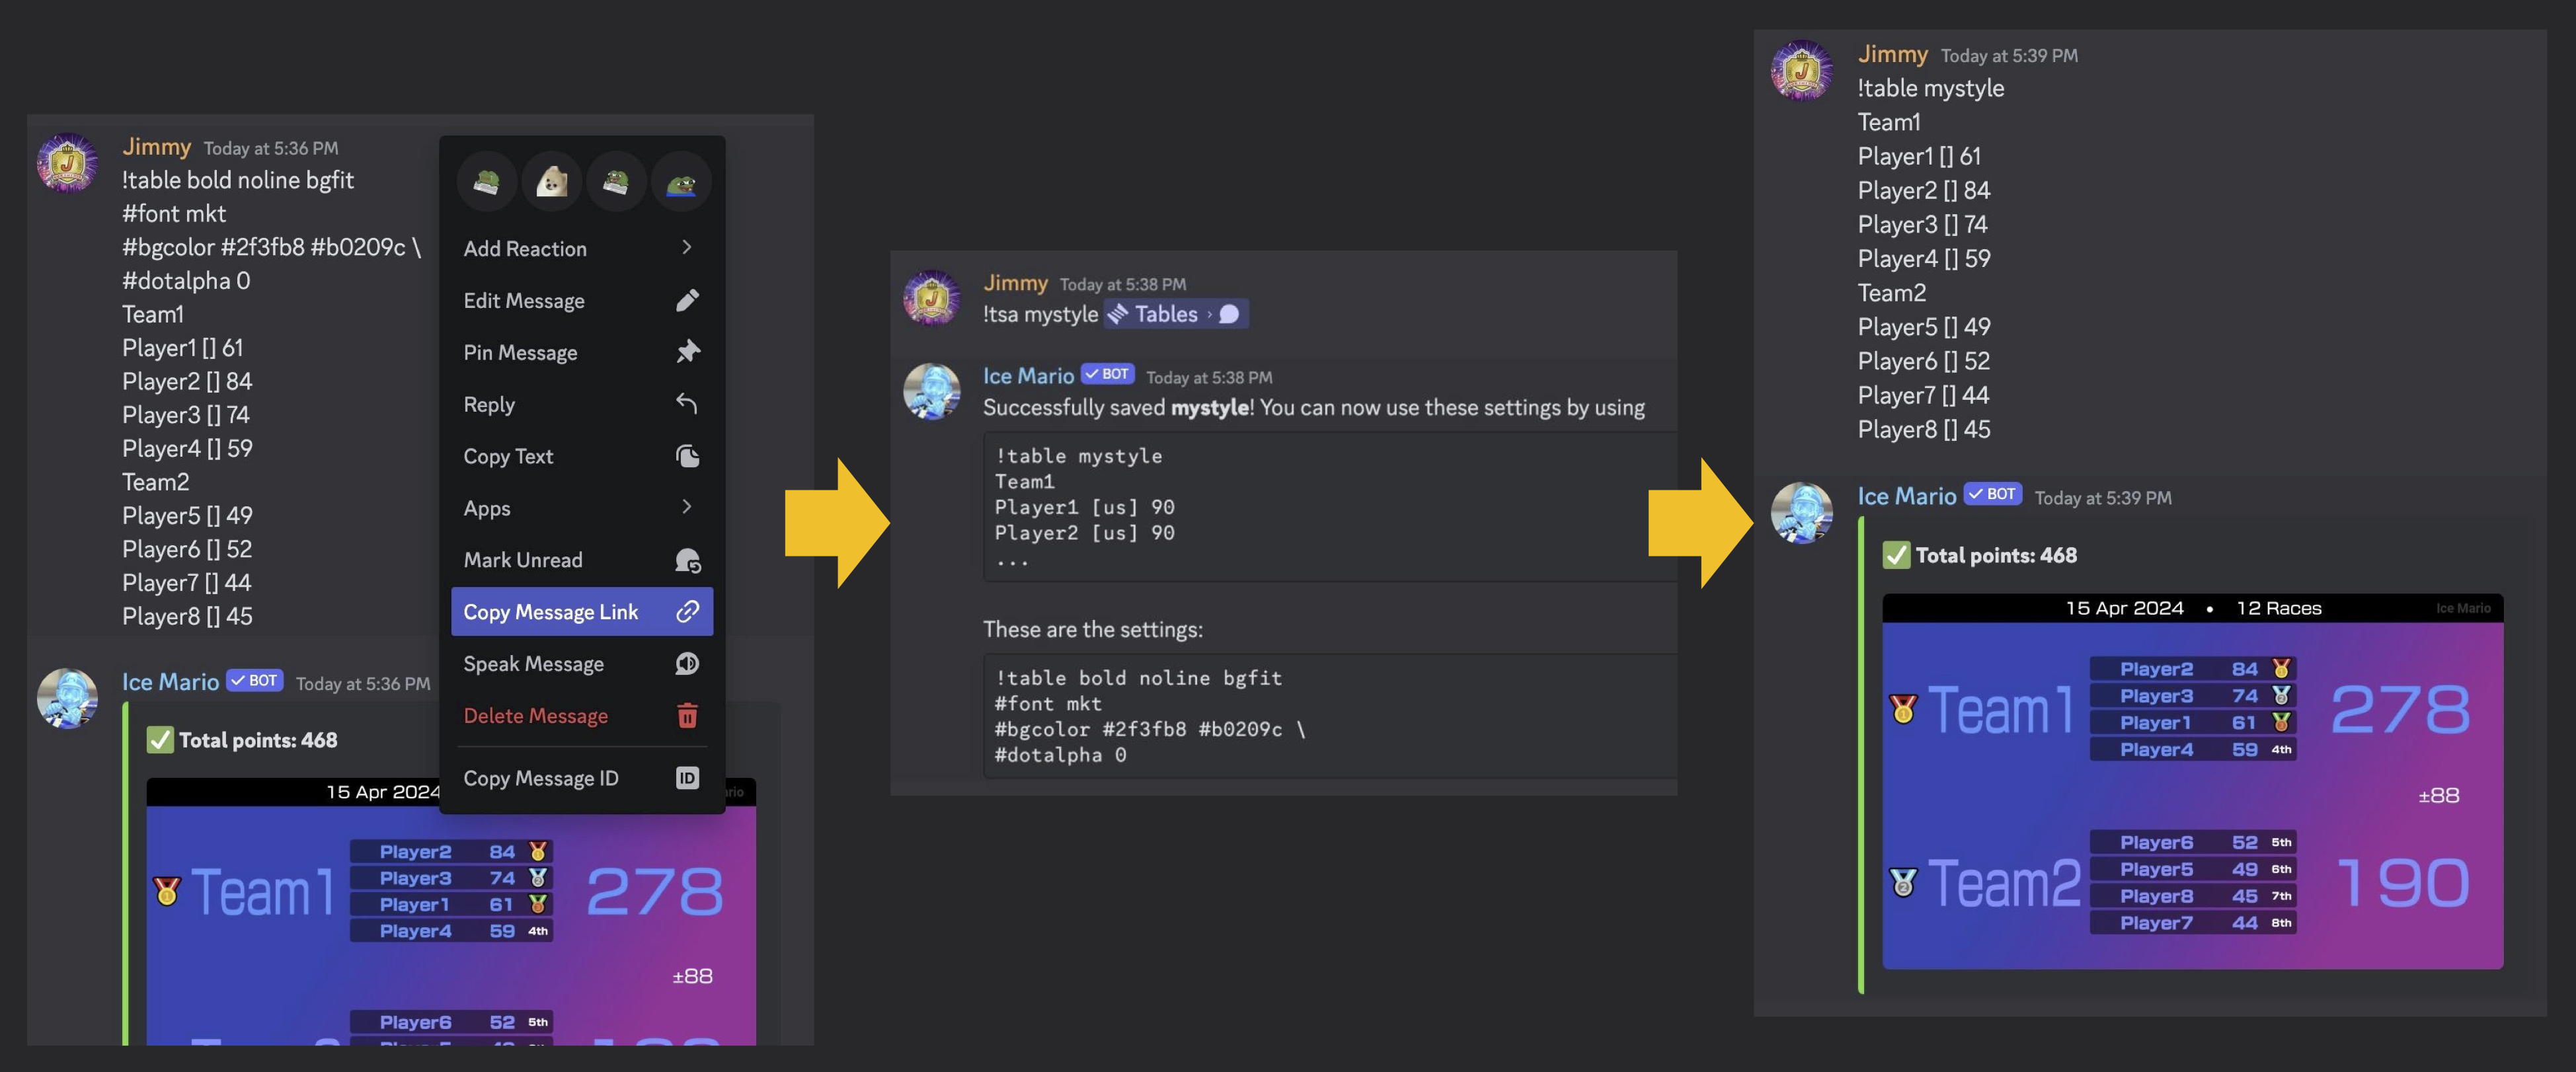 Jimmy Today at 5:36 PM
!table bold noline bgfit
#font mkt
#bgcolor #2f3fb8 #b0209c \
#dotalpha 0
Team1
Player1 [] 61
Player2 [] 84
Player3 [] 74
Player4 [] 59
Team2
Player5 [] 49
Player6 [] 52
Player7 [] 44
Player8 [] 45
Add Reaction
Edit Message
Pin Message
Reply
Copy Text
Apps
Mark Unread
Copy Message Link
Speak Message
Delete Message
Copy Message ID ID
Ice Mario BOT Today at 5:36 PM
Total points: 468
15 Apr 2024
Team1
Player2 84
Player3 74
Player1 61
Player4 59 4th
278
±88
Player6 52 5th
Jimmy Today at 5:38 PM
!tsa mystyle Tables ›
Ice Mario BOT Today at 5:38 PM
Successfully saved mystyle! You can now use these settings by using
!table mystyle
Team1
Player1 [us] 90
Player2 [us] 90
...
These are the settings:
!table bold noline bgfit
#font mkt
#bgcolor #2f3fb8 #b0209c \
#dotalpha 0
Jimmy Today at 5:39 PM
!table mystyle
Team1
Player1 [] 61
Player2 [] 84
Player3 [] 74
Player4 [] 59
Team2
Player5 [] 49
Player6 [] 52
Player7 [] 44
Player8 [] 45
Ice Mario BOT Today at 5:39 PM
Total points: 468
15 Apr 2024 • 12 Races Ice Mario
Team1
Player2 84
Player3 74
Player1 61
Player4 59 4th
278
±88
Team2
Player6 52 5th
Player5 49 6th
Player8 45 7th
Player7 44 8th
190